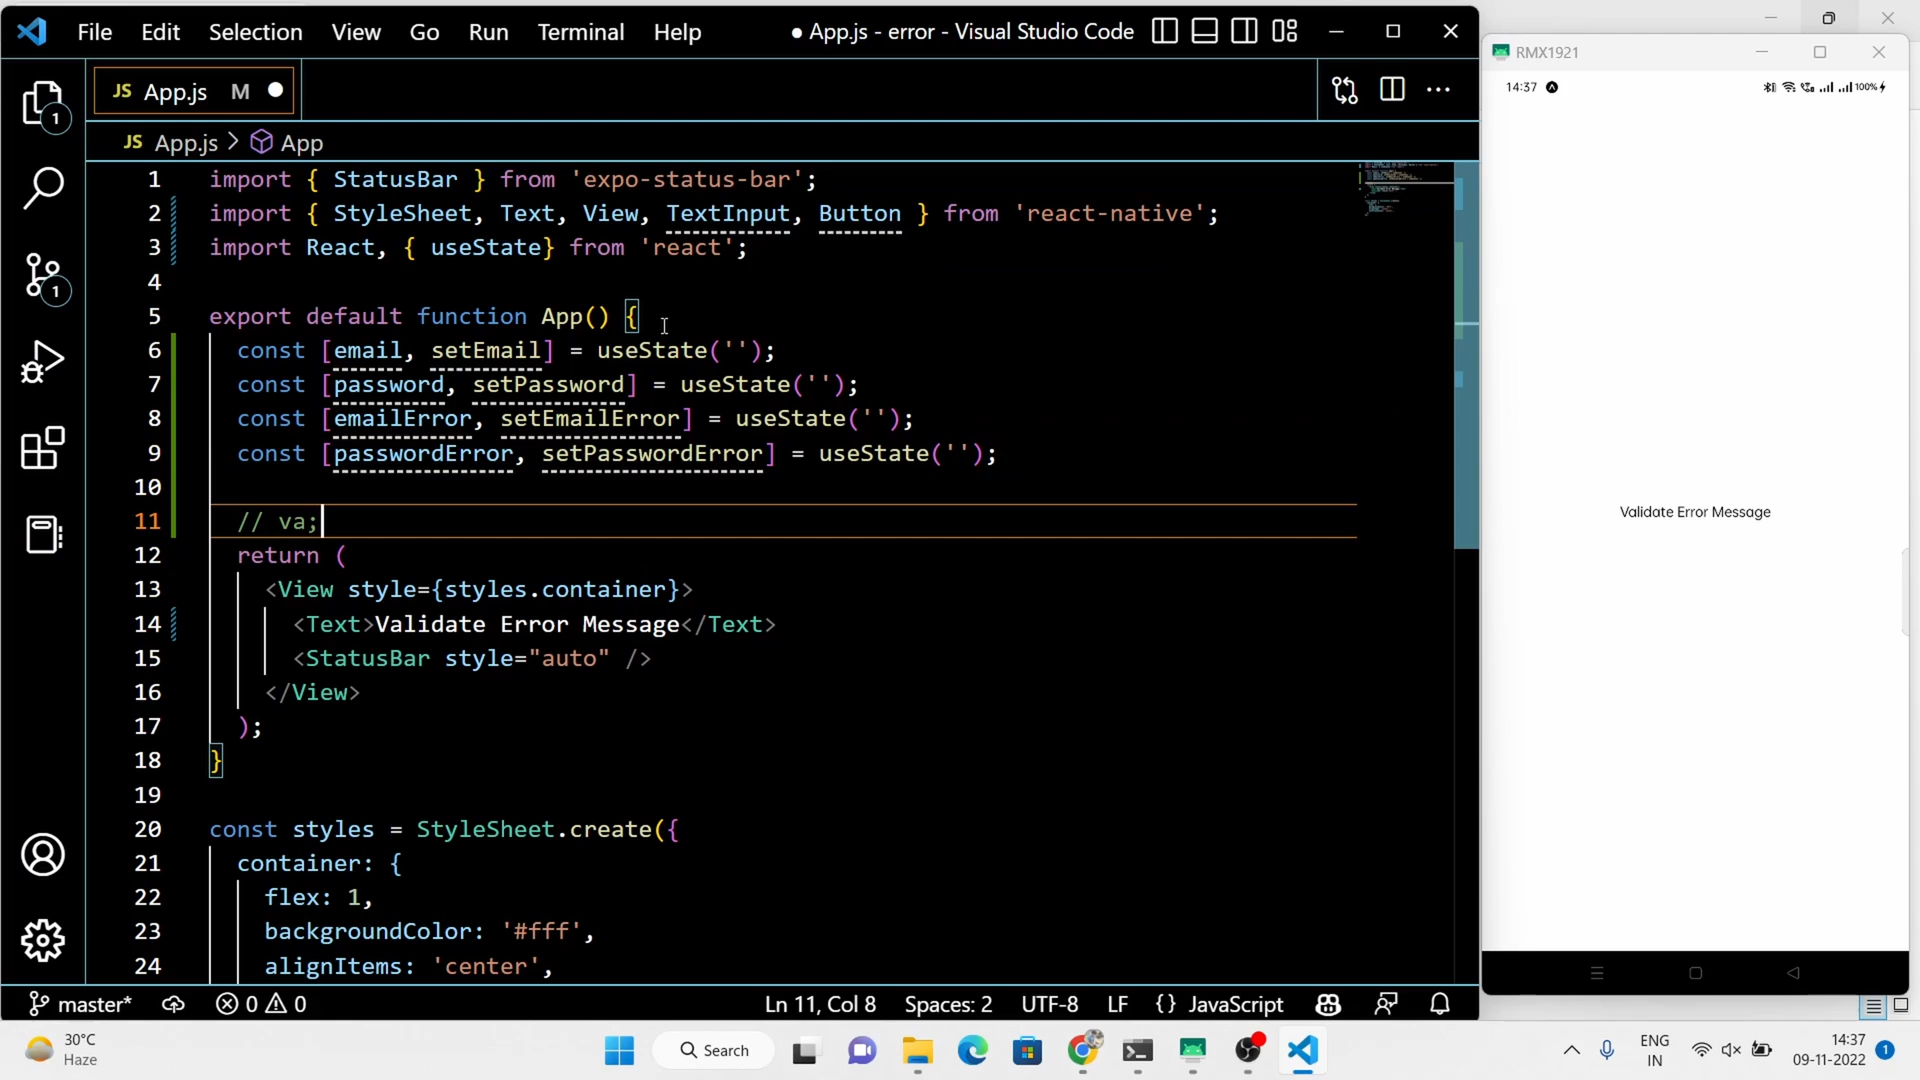 File Edit Selection View Go Run Terminal Help
● App.js - error - Visual Studio Code
JS App.js M
JS App.js > App
1 import { StatusBar } from 'expo-status-bar';
2 import { StyleSheet, Text, View, TextInput, Button } from 'react-native';
3 import React, { useState} from 'react';
4
5 export default function App() {
6 const [email, setEmail] = useState('');
7 const [password, setPassword] = useState('');
8 const [emailError, setEmailError] = useState('');
9 const [passwordError, setPasswordError] = useState('');
10
11 // va;
12 return (
13 <View style={styles.container}>
14 <Text>Validate Error Message</Text>
15 <StatusBar style="auto" />
16 </View>
17 );
18 }
19
20 const styles = StyleSheet.create({
21 container: {
22 flex: 1,
23 backgroundColor: '#fff',
24 alignItems: 'center',
1
1
master* 0 0 Ln 11, Col 8 Spaces: 2 UTF-8 LF {} JavaScript
RMX1921
14:37 100%
Validate Error Message
30°C
Haze
Search
ENG
IN
14:37
09-11-2022
1